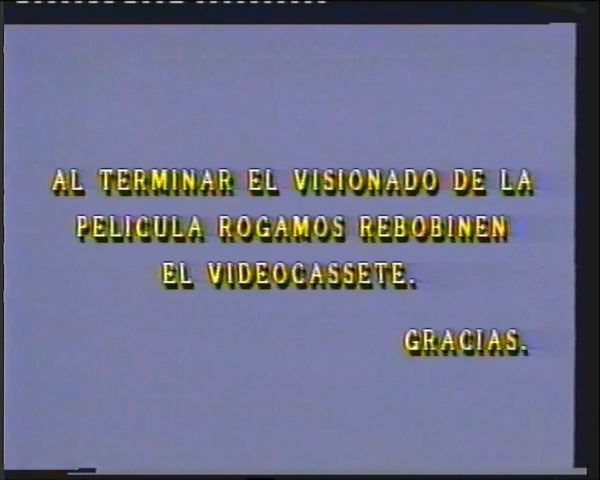 AL TERMINAR EL VISIONADO DE LA
PELICULA ROGAMOS REBOBINEN
EL VIDEOCASSETE.
GRACIAS.